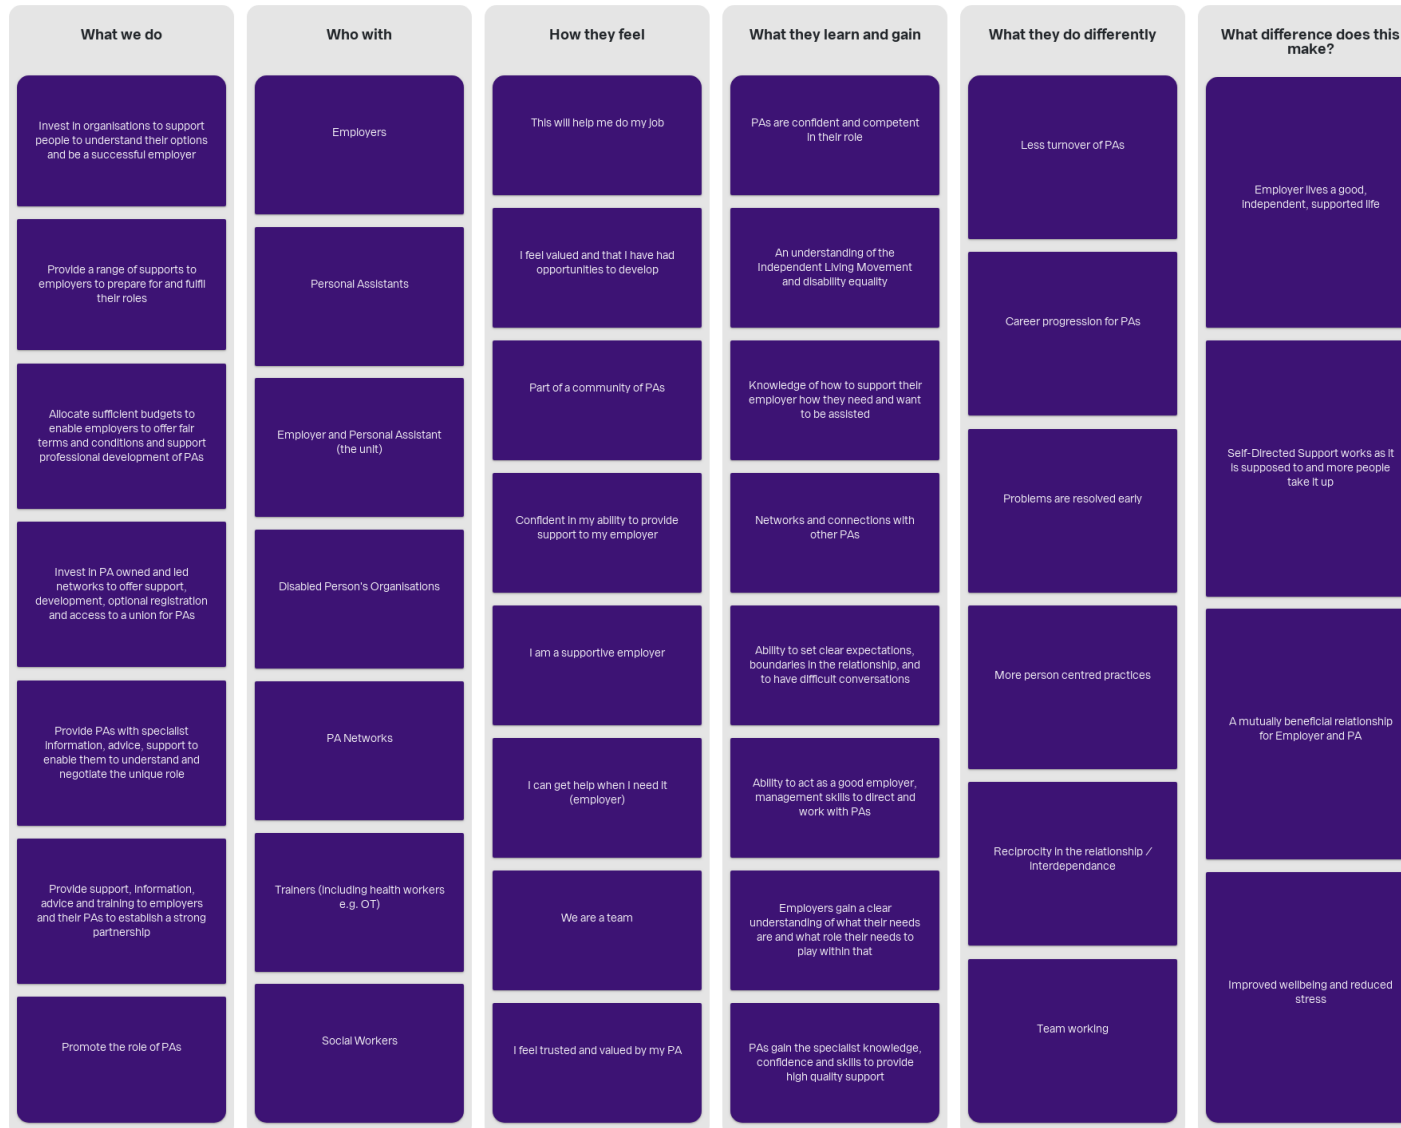 What we do
Invest in organisations to support
people to understand their options
and be a successful employer
Provide a range of supports to
employers to prepare for and fulfil
their roles
Allocate sufficient budgets to
enable employers to offer fair
terms and conditions and support
professional development of PAs
Invest in PA owned and led
networks to offer support,
development, optional registration
and access to a union for PAs
Provide PAs with specialist
information, advice, support to
enable them to understand and
negotiate the unique role
Provide support, information,
advice and training to employers
and their PAs to establish a strong
partnership
Promote the role of PAs
Who with
Employers
Personal Assistants
Employer and Personal Assistant
(the unit)
Disabled Person's Organisations
PA Networks
Trainers (including health workers
e.g. OT)
Social Workers
How they feel
This will help me do my job
I feel valued and that I have had
opportunities to develop
Part of a community of PAs
Confident in my ability to provide
support to my employer
I am a supportive employer
I can get help when I need it
(employer)
We are a team
I feel trusted and valued by my PA
What they learn and gain
PAs are confident and competent
in their role
An understanding of the
Independent Living Movement
and disability equality
Knowledge of how to support their
employer how they need and want
to be assisted
Networks and connections with
other PAs
Ability to set clear expectations,
boundaries in the relationship, and
to have difficult conversations
Ability to act as a good employer,
management skills to direct and
work with PAs
Employers gain a clear
understanding of what their needs
are and what role their needs to
play within that
PAs gain the specialist knowledge,
confidence and skills to provide
high quality support
What they do differently
Less turnover of PAs
Career progression for PAs
Problems are resolved early
More person centred practices
Reciprocity in the relationship /
interdependance
Team working
What difference does this
make?
Employer lives a good,
independent, supported life
Self-Directed Support works as it
is supposed to and more people
take it up
A mutually beneficial relationship
for Employer and PA
Improved wellbeing and reduced
stress